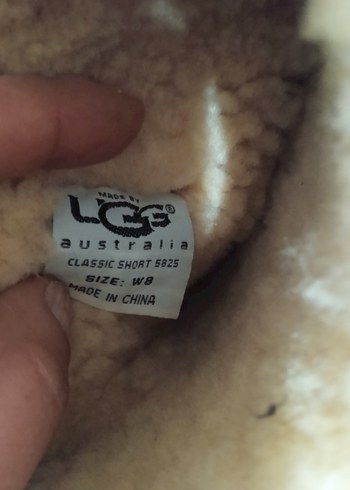 MADE BY
UGG®
australia
CLASSIC SHORT 5825
SIZE: W8
MADE IN CHINA